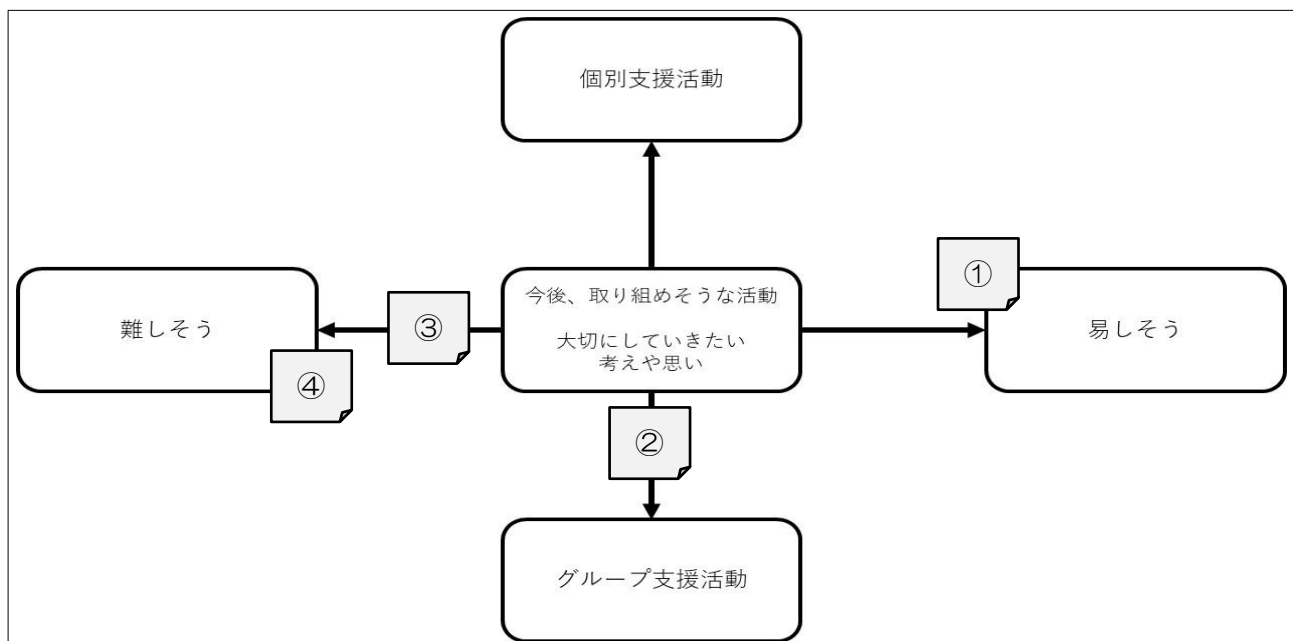 個別支援活動
①
今後、取り組めそうな活動
大切にしていきたい
考えや思い
難しそう
③
易しそう
④
②
グループ支援活動